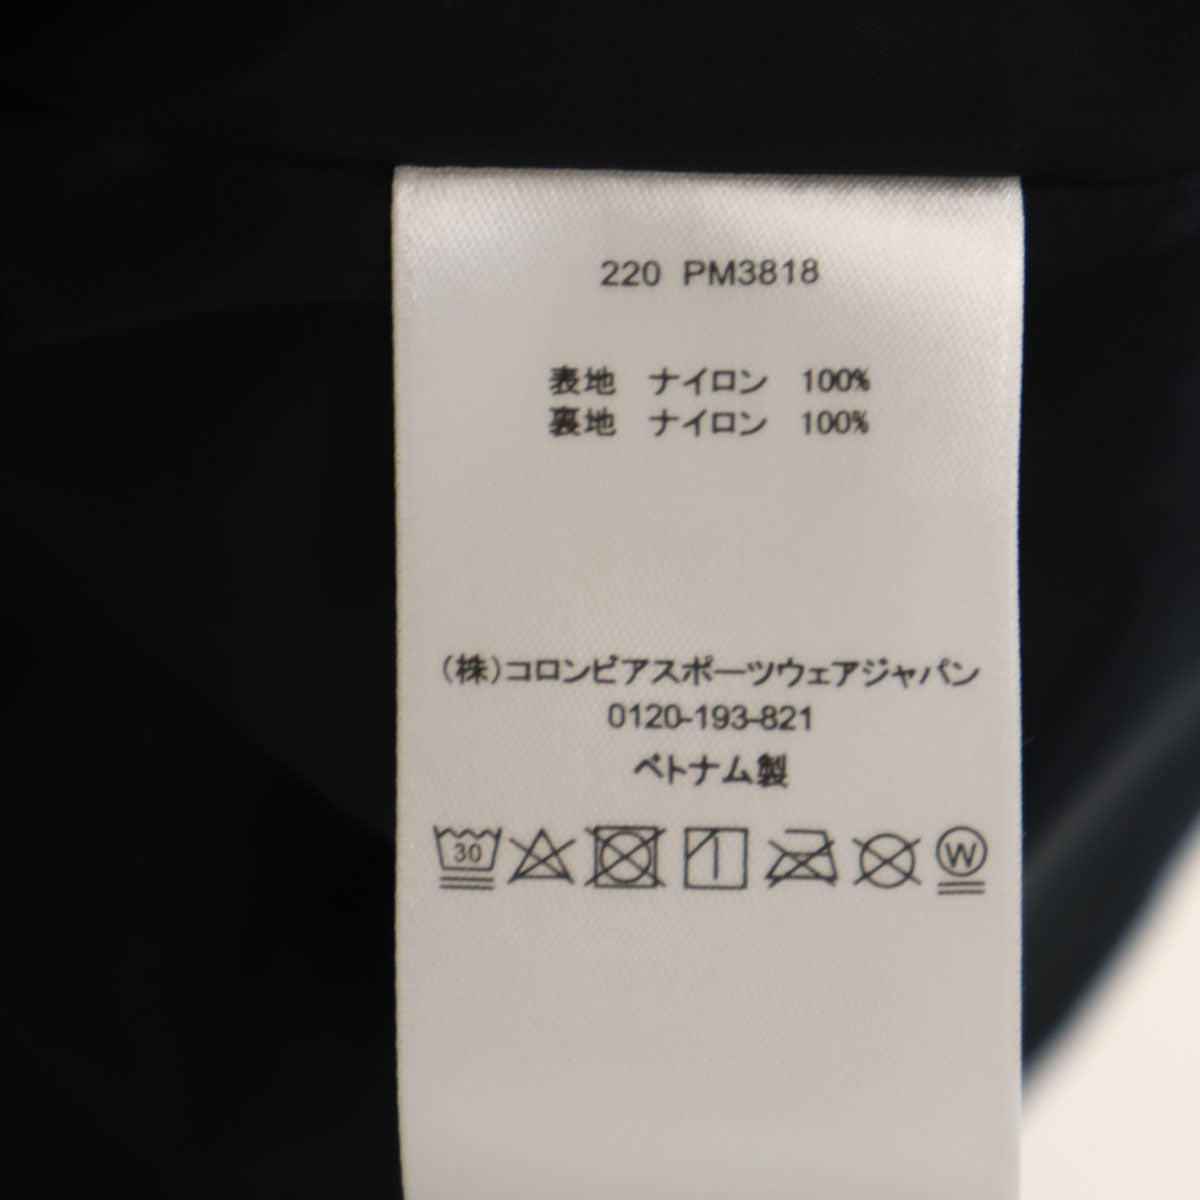 220 PM3818
表地 ナイロン 100%
裏地 ナイロン 100%
(株)コロンビアスポーツウェアジャパン
0120-193-821
ベトナム製
30 W